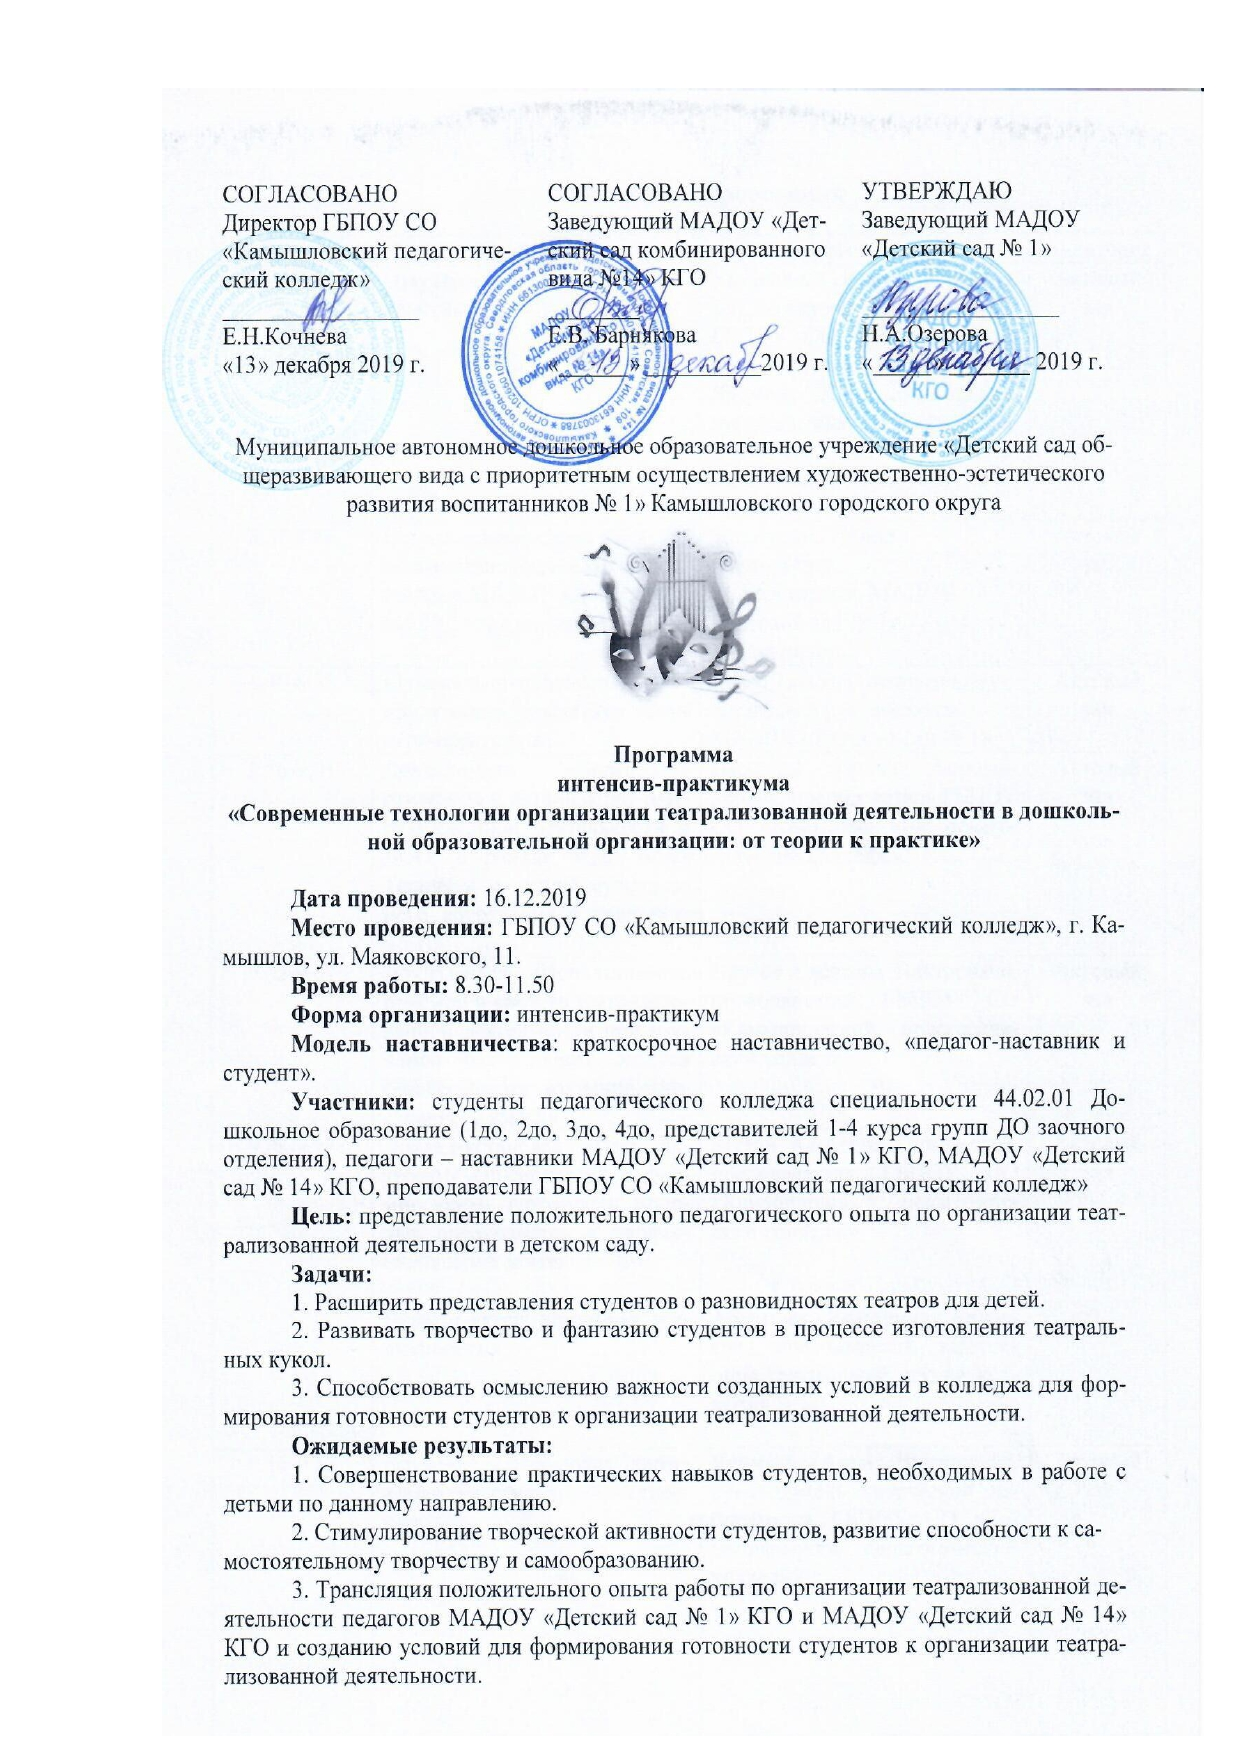 СОГЛАСОВАНО
Директор ГБПОУ СО
«Камышловский педагогиче-
ский колледж»
Е.Н.Кочнева
«13» декабря 2019 г.
СОГЛАСОВАНО
Заведующий МАДОУ «Дет-
ский сад комбинированного
вида №14» КГО
Е.В. Барнякова
«13» декабря 2019 г.
УТВЕРЖДАЮ
Заведующий МАДОУ
«Детский сад № 1»
Н.А.Озерова
«13» декабря 2019 г.
МАДОУ
«Детский сад
комбинированного
вида № 14»
КГО
КГО
Муниципальное автономное дошкольное образовательное учреждение «Детский сад об-
щеразвивающего вида с приоритетным осуществлением художественно-эстетического
развития воспитанников № 1» Камышловского городского округа
Программа
интенсив-практикума
«Современные технологии организации театрализованной деятельности в дошколь-
ной образовательной организации: от теории к практике»
Дата проведения: 16.12.2019
Место проведения: ГБПОУ СО «Камышловский педагогический колледж», г. Ка-
мышлов, ул. Маяковского, 11.
Время работы: 8.30-11.50
Форма организации: интенсив-практикум
Модель наставничества: краткосрочное наставничество, «педагог-наставник и
студент».
Участники: студенты педагогического колледжа специальности 44.02.01 До-
школьное образование (1до, 2до, 3до, 4до, представителей 1-4 курса групп ДО заочного
отделения), педагоги – наставники МАДОУ «Детский сад № 1» КГО, МАДОУ «Детский
сад № 14» КГО, преподаватели ГБПОУ СО «Камышловский педагогический колледж»
Цель: представление положительного педагогического опыта по организации теат-
рализованной деятельности в детском саду.
Задачи:
1. Расширить представления студентов о разновидностях театров для детей.
2. Развивать творчество и фантазию студентов в процессе изготовления театраль-
ных кукол.
3. Способствовать осмыслению важности созданных условий в колледжа для фор-
мирования готовности студентов к организации театрализованной деятельности.
Ожидаемые результаты:
1. Совершенствование практических навыков студентов, необходимых в работе с
детьми по данному направлению.
2. Стимулирование творческой активности студентов, развитие способности к са-
мостоятельному творчеству и самообразованию.
3. Трансляция положительного опыта работы по организации театрализованной де-
ятельности педагогов МАДОУ «Детский сад № 1» КГО и МАДОУ «Детский сад № 14»
КГО и созданию условий для формирования готовности студентов к организации театра-
лизованной деятельности.